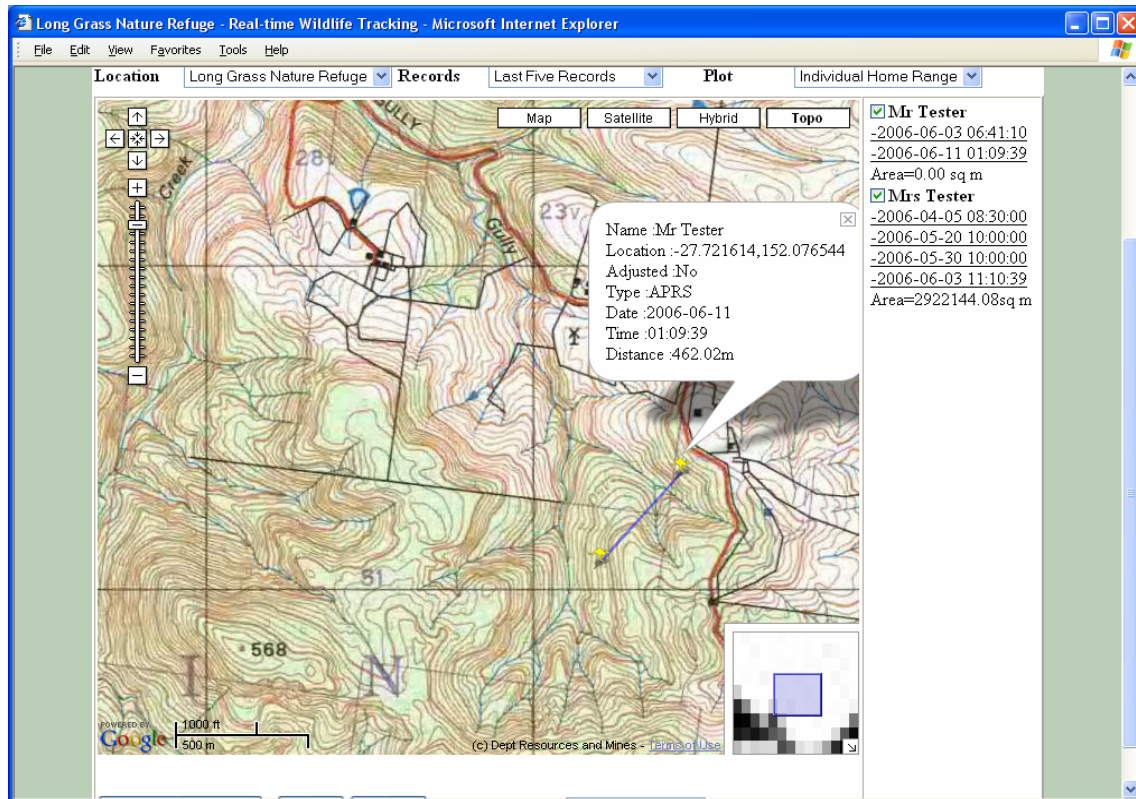 Long Grass Nature Refuge - Real-time Wildlife Tracking - Microsoft Internet Explorer
File Edit View Favorites Tools Help
Location Long Grass Nature Refuge Records Last Five Records Plot Individual Home Range
Map Satellite Hybrid Topo
GULLY
28
Creek
23
Gully
Name :Mr Tester
Location :-27.721614,152.076544
Adjusted :No
Type :APRS
Date :2006-06-11
Time :01:09:39
Distance :462.02m
51
568
I N
POWERED BY
Google
1000 ft
500 m
(c) Dept Resources and Mines - Terms of Use
Mr Tester
-2006-06-03 06:41:10
-2006-06-11 01:09:39
Area=0.00 sq m
Mrs Tester
-2006-04-05 08:30:00
-2006-05-20 10:00:00
-2006-05-30 10:00:00
-2006-06-03 11:10:39
Area=2922144.08sq m